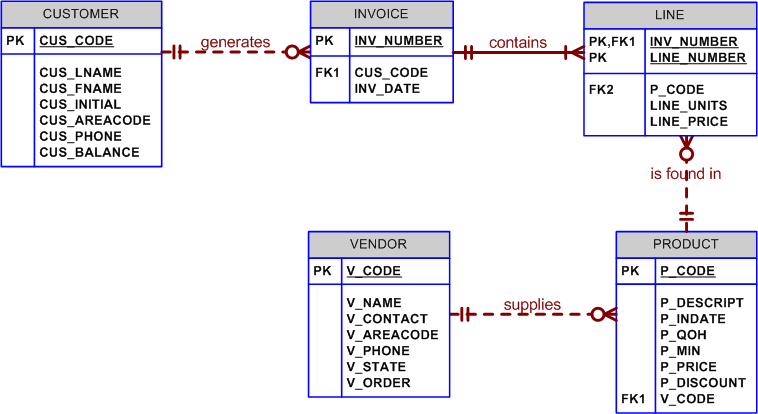 CUSTOMER
PK CUS_CODE
CUS_LNAME
CUS_FNAME
CUS_INITIAL
CUS_AREACODE
CUS_PHONE
CUS_BALANCE
generates
INVOICE
PK INV_NUMBER
FK1 CUS_CODE
INV_DATE
contains
LINE
PK,FK1 INV_NUMBER
PK LINE_NUMBER
FK2 P_CODE
LINE_UNITS
LINE_PRICE
is found in
VENDOR
PK V_CODE
V_NAME
V_CONTACT
V_AREACODE
V_PHONE
V_STATE
V_ORDER
supplies
PRODUCT
PK P_CODE
P_DESCRIPT
P_INDATE
P_QOH
P_MIN
P_PRICE
P_DISCOUNT
FK1 V_CODE